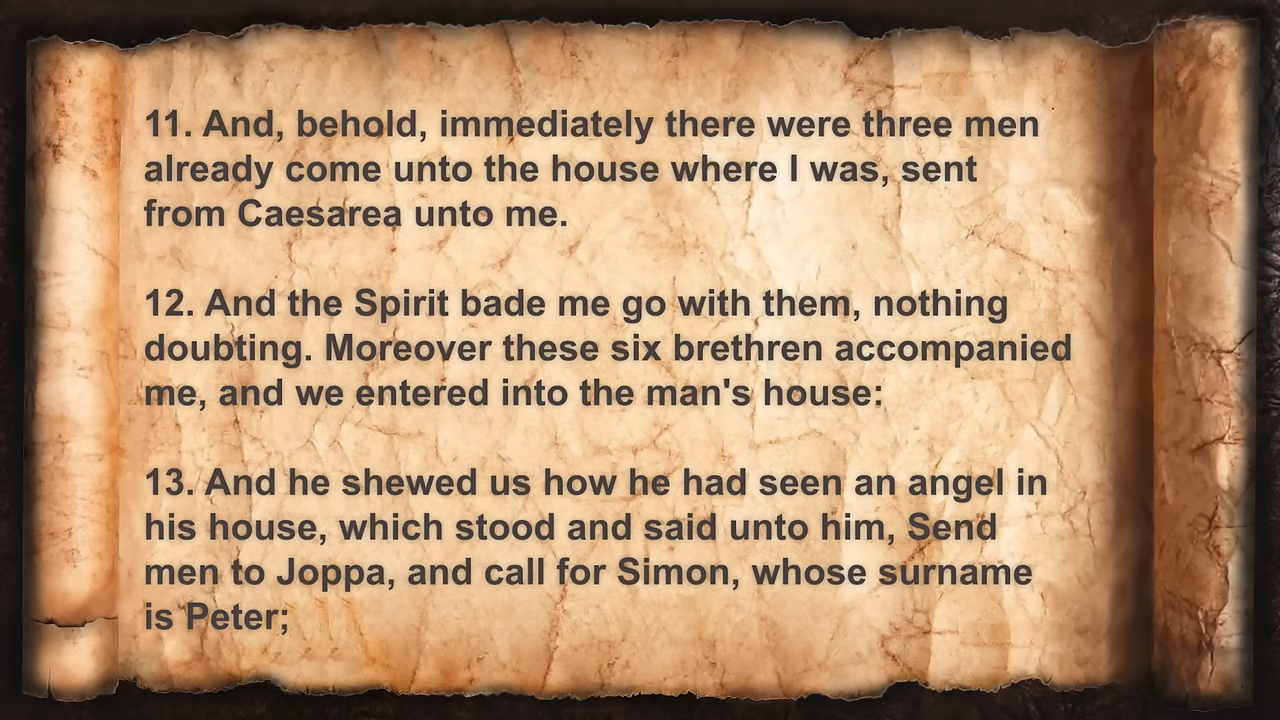 11. And, behold, immediately there were three men
already come unto the house where I was, sent
from Caesarea unto me.
12. And the Spirit bade me go with them, nothing
doubting. Moreover these six brethren accompanied
me, and we entered into the man's house:
13. And he shewed us how he had seen an angel in
his house, which stood and said unto him, Send
men to Joppa, and call for Simon, whose surname
is Peter;